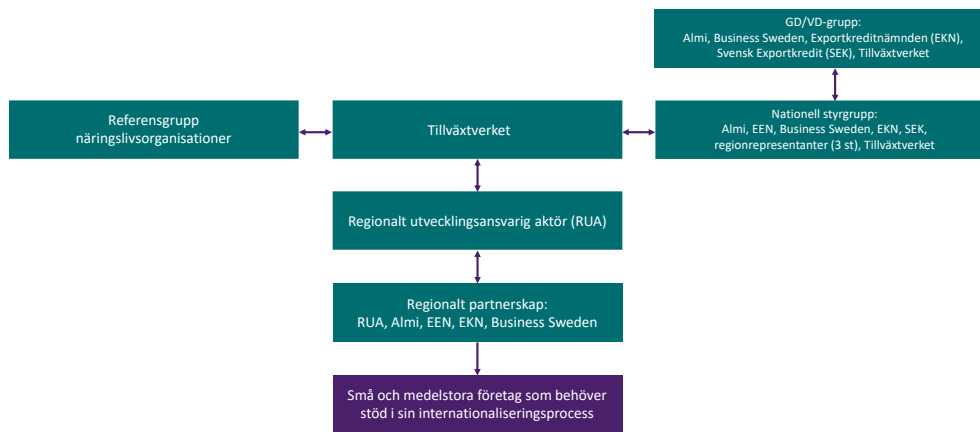 GD/VD-grupp:
Almi, Business Sweden, Exportkreditnämnden (EKN),
Svensk Exportkredit (SEK), Tillväxtverket
Referensgrupp
näringslivsorganisationer
Tillväxtverket
Nationell styrgrupp:
Almi, EEN, Business Sweden, EKN, SEK,
regionrepresentanter (3 st), Tillväxtverket
Regionalt utvecklingsansvarig aktör (RUA)
Regionalt partnerskap:
RUA, Almi, EEN, EKN, Business Sweden
Små och medelstora företag som behöver
stöd i sin internationaliseringsprocess